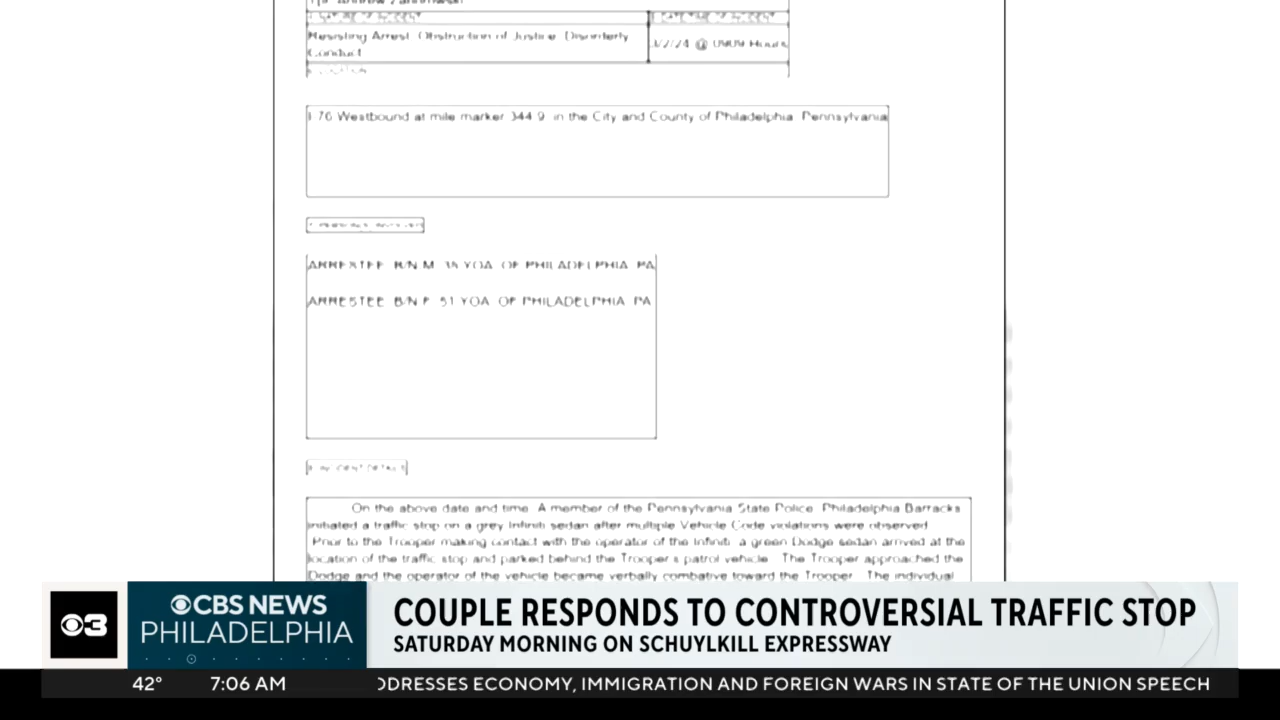 Resisting Arrest Obstruction of Justice Disorderly
Conduct
3/2/24 @ 0909 Hours
I 76 Westbound at mile marker 344 9 in the City and County of Philadelphia Pennsylvania
ARRESTEE B/N M YOA OF PHILADELPHIA PA
ARRESTEE B/N F 51 YOA OF PHILADELPHIA PA
On the above date and time A member of the Pennsylvania State Police Philadelphia Barracks
initiated a traffic stop on a grey Infiniti sedan after multiple Vehicle Code violations were observed
Prior to the Trooper making contact with the operator of the Infiniti a green Dodge sedan arrived at the
location of the traffic stop and parked behind the Trooper s patrol vehicle The Trooper approached the
Dodge and the operator of the vehicle became verbally combative toward the Trooper The individual
3
CBS NEWS
PHILADELPHIA
COUPLE RESPONDS TO CONTROVERSIAL TRAFFIC STOP
SATURDAY MORNING ON SCHUYLKILL EXPRESSWAY
42° 7:06 AM DDRESSES ECONOMY, IMMIGRATION AND FOREIGN WARS IN STATE OF THE UNION SPEECH